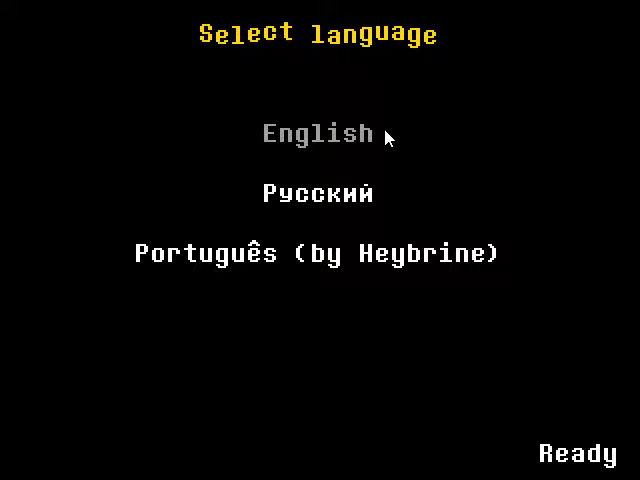 Select language
English
Русский
Português (by Heybrine)
Ready